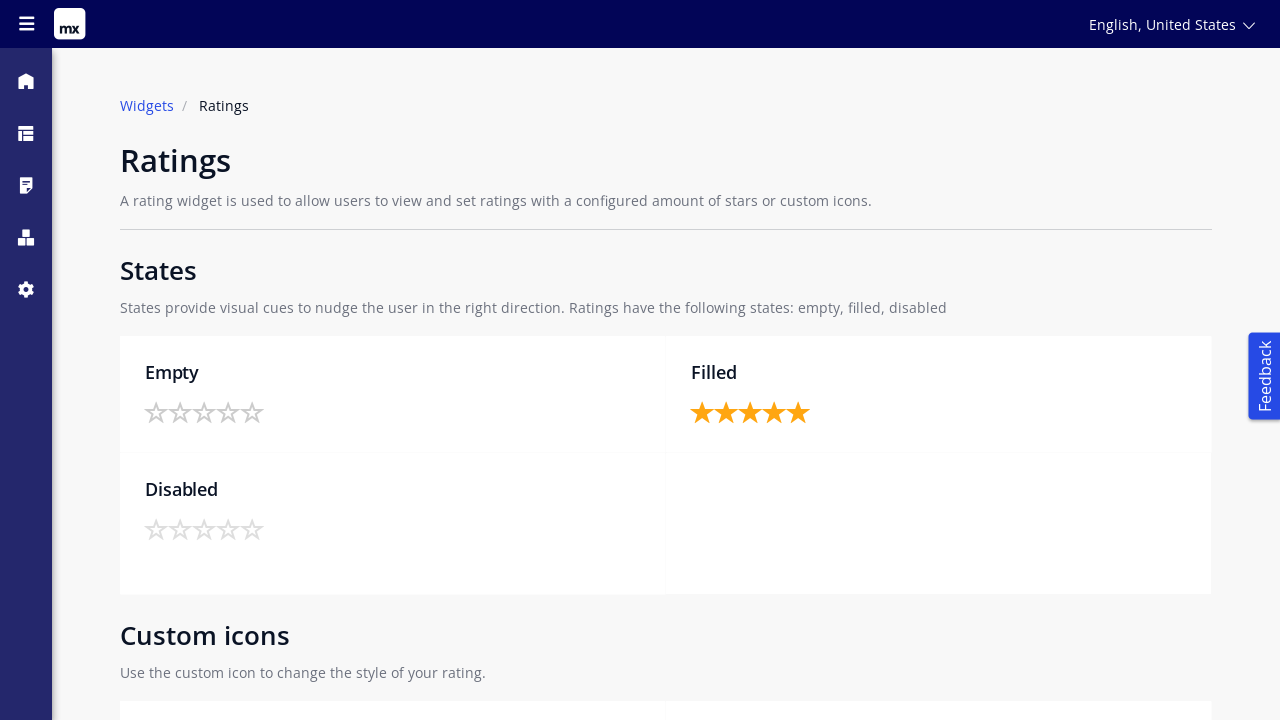 mx
English, United States
Widgets / Ratings
Ratings
A rating widget is used to allow users to view and set ratings with a configured amount of stars or custom icons.
States
States provide visual cues to nudge the user in the right direction. Ratings have the following states: empty, filled, disabled
Empty
Filled
Feedback
Disabled
Custom icons
Use the custom icon to change the style of your rating.